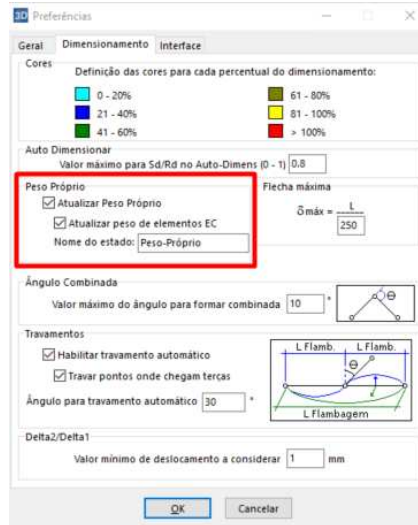 3D Preferências
Geral Dimensionamento Interface
Cores
Definição das cores para cada percentual do dimensionamento:
0 - 20% 61 - 80%
21 - 40% 81 - 100%
41 - 60% > 100%
Auto Dimensionar
Valor máximo para Sd/Rd no Auto-Dimens (0 - 1) 0.8
Peso Próprio Flecha máxima
Atualizar Peso Próprio
Atualizar peso de elementos EC
Nome do estado: Peso-Próprio
δmáx = L
250
Ângulo Combinada
Valor máximo do ângulo para formar combinada 10 °
θ
Travamentos
Habilitar travamento automático
Travar pontos onde chegam terças
Ângulo para travamento automático 30 °
L Flamb. L Flamb.
θ
L Flambagem
Delta2/Delta1
Valor mínimo de deslocamento a considerar 1 mm
OK Cancelar